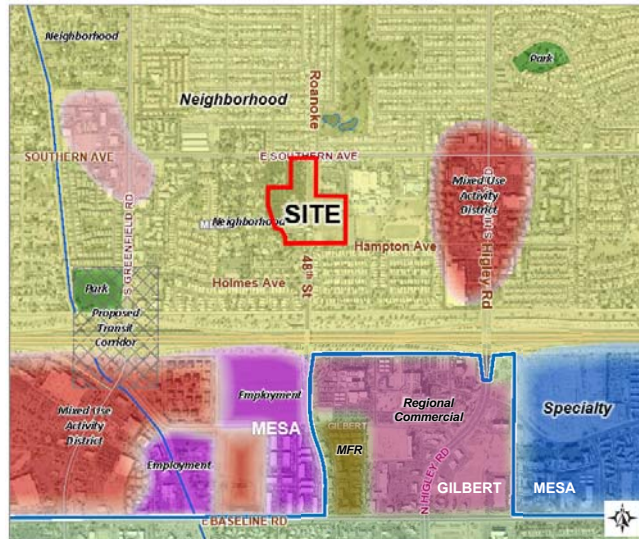 Neighborhood
Park
Neighborhood
Roanoke
SOUTHERN AVE
E SOUTHERN AVE
Mixed Use
Activity
District
SITE
Neighborhood
S GREENFIELD RD
Higley Rd
Hampton Ave
48th St
Holmes Ave
Park
Proposed
Transit
Corridor
Employment
Regional
Commercial
Specialty
Mixed Use
Activity
District
MESA
GILBERT
MFR
Employment
N HIGLEY RD
GILBERT
MESA
E BASELINE RD